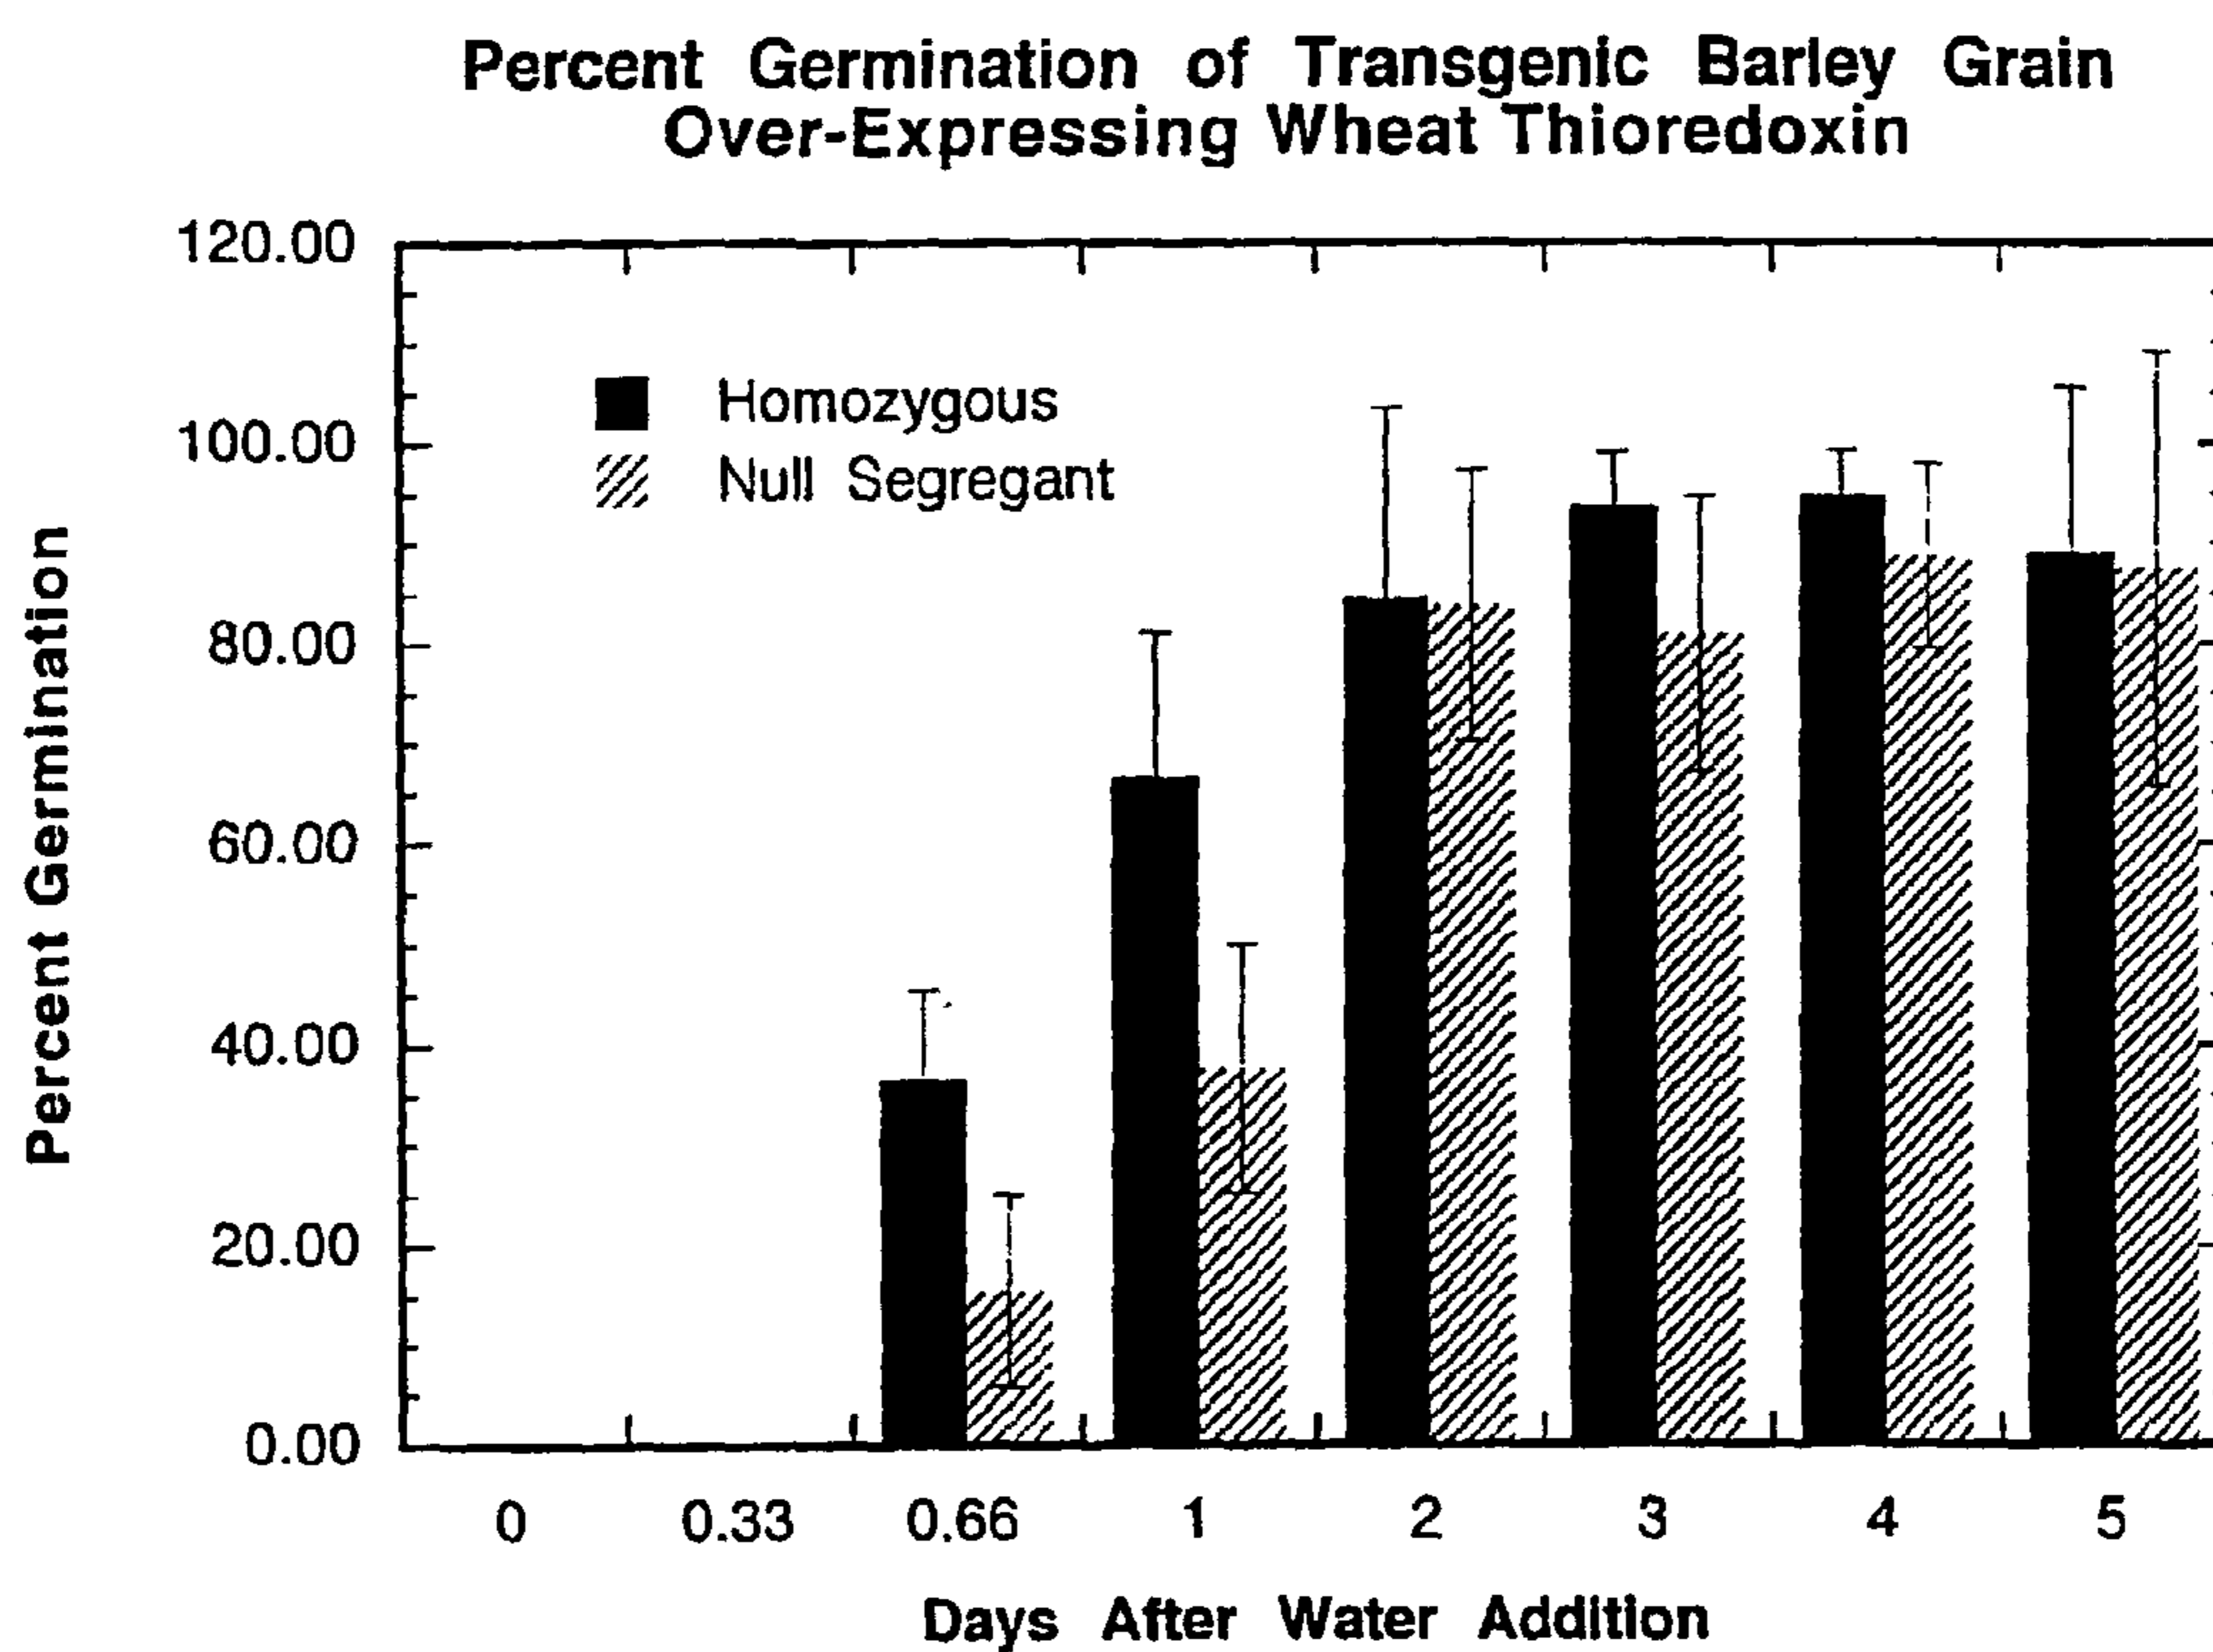 Percent Germination of Transgenic Barley Grain
Over-Expressing Wheat Thioredoxin
120.00
100.00
80.00
60.00
40.00
20.00
0.00
Percent Germination
Homozygous
Null Segregant
0 0.33 0.66 1 2 3 4 5
Days After Water Addition